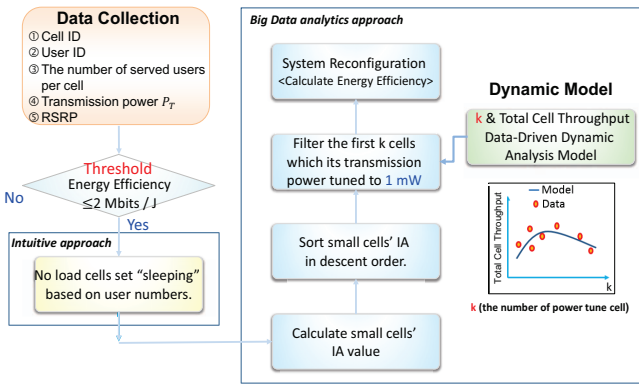 Data Collection
① Cell ID
② User ID
③ The number of served users
per cell
④ Transmission power P_T
⑤ RSRP
Threshold
Energy Efficiency
≤2 Mbits / J
No
Yes
Intuitive approach
No load cells set “sleeping”
based on user numbers.
Big Data analytics approach
System Reconfiguration
<Calculate Energy Efficiency>
Filter the first k cells
which its transmission
power tuned to 1 mW
Sort small cells’ IA
in descent order.
Calculate small cells’
IA value
Dynamic Model
k & Total Cell Throughput
Data-Driven Dynamic
Analysis Model
Model
Data
Total Cell Throughput
k
k (the number of power tune cell)